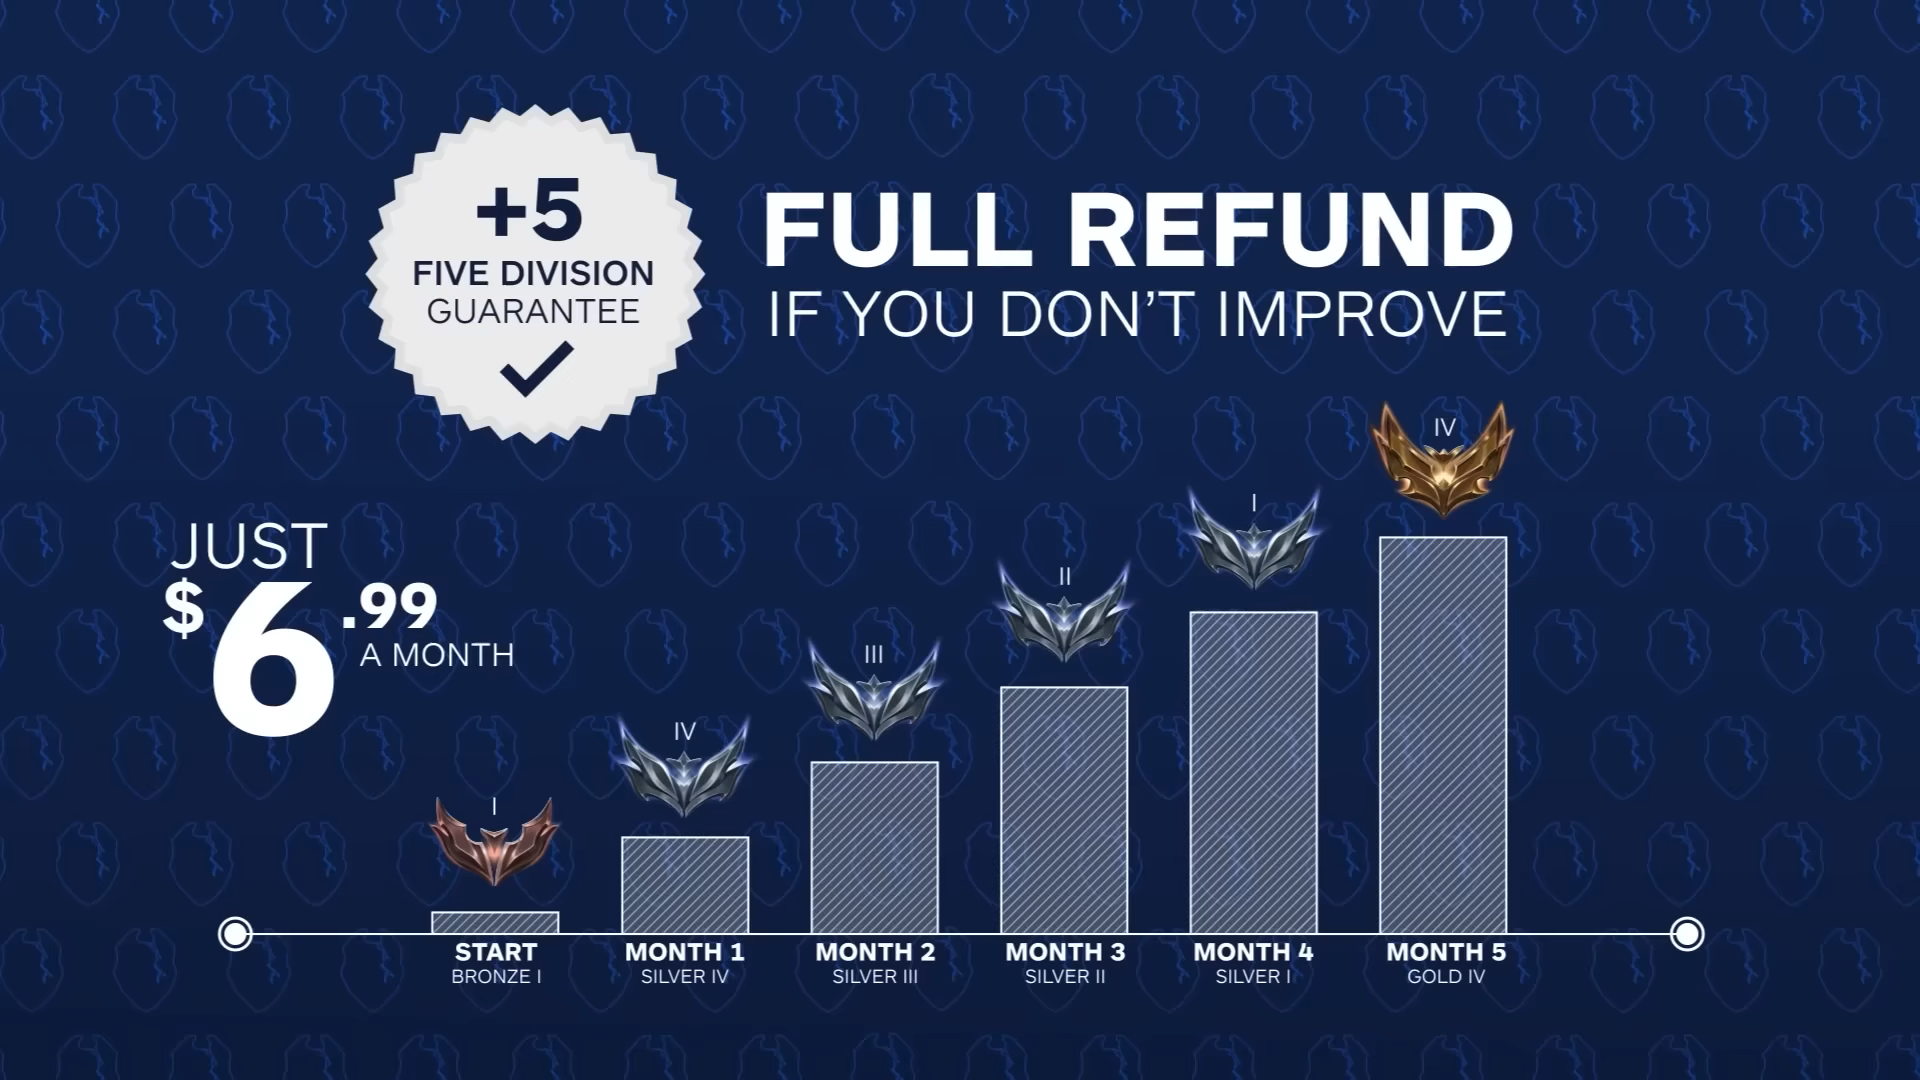 +5
FIVE DIVISION
GUARANTEE
FULL REFUND
IF YOU DON'T IMPROVE
JUST
$6.99
A MONTH
I
IV
III
II
I
IV
START
BRONZE I
MONTH 1
SILVER IV
MONTH 2
SILVER III
MONTH 3
SILVER II
MONTH 4
SILVER I
MONTH 5
GOLD IV